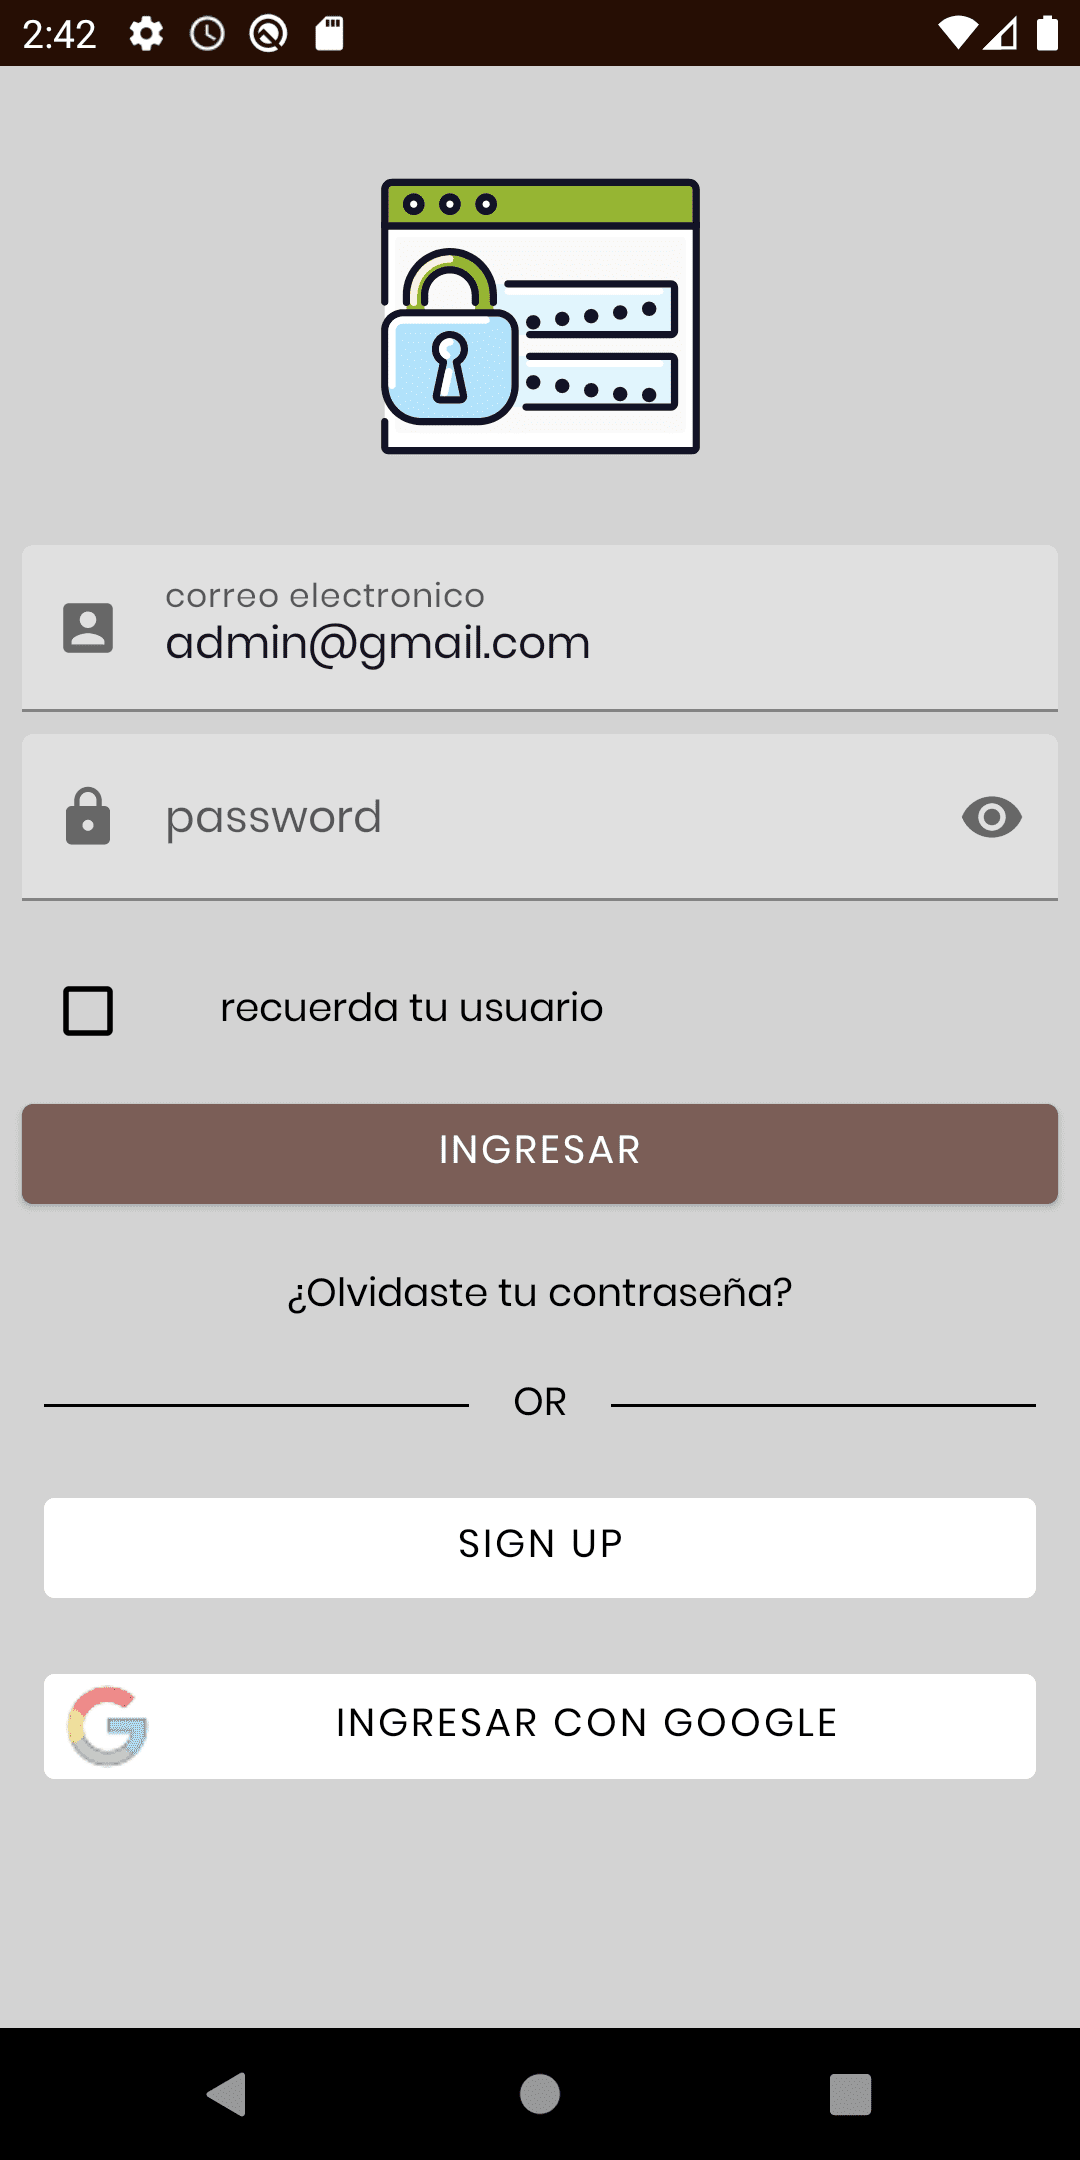 2:42
correo electronico
admin@gmail.com
password
recuerda tu usuario
INGRESAR
¿Olvidaste tu contraseña?
OR
SIGN UP
INGRESAR CON GOOGLE